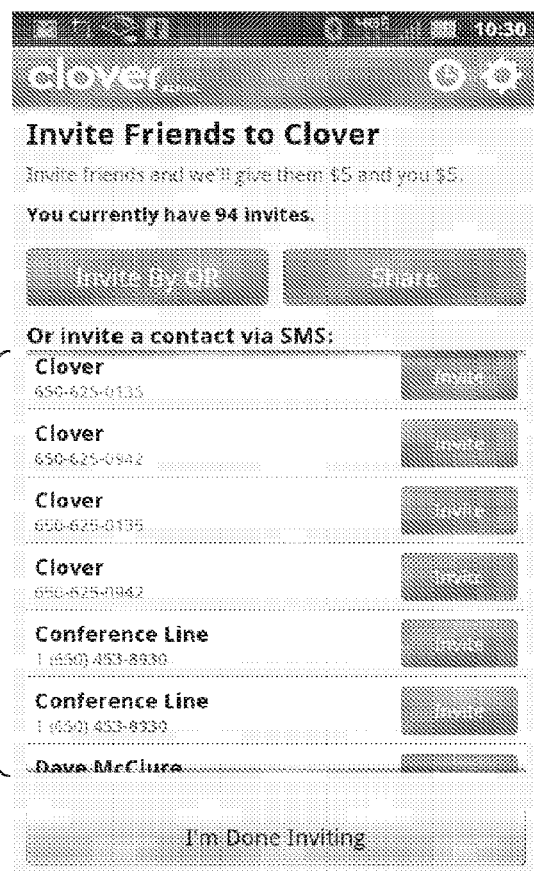 10:30
clover
Invite Friends to Clover
Invite friends and we'll give them $5 and you $5.
You currently have 94 invites.
Invite By QR
Share
Or invite a contact via SMS:
Clover
Invite
650-625-0135
Clover
Invite
650-625-0942
Clover
Invite
650-625-0135
Clover
Invite
650-625-0942
Conference Line
Invite
1 (650) 453-8930
Conference Line
Invite
1 (650) 453-8930
Dave McClure
I'm Done Inviting